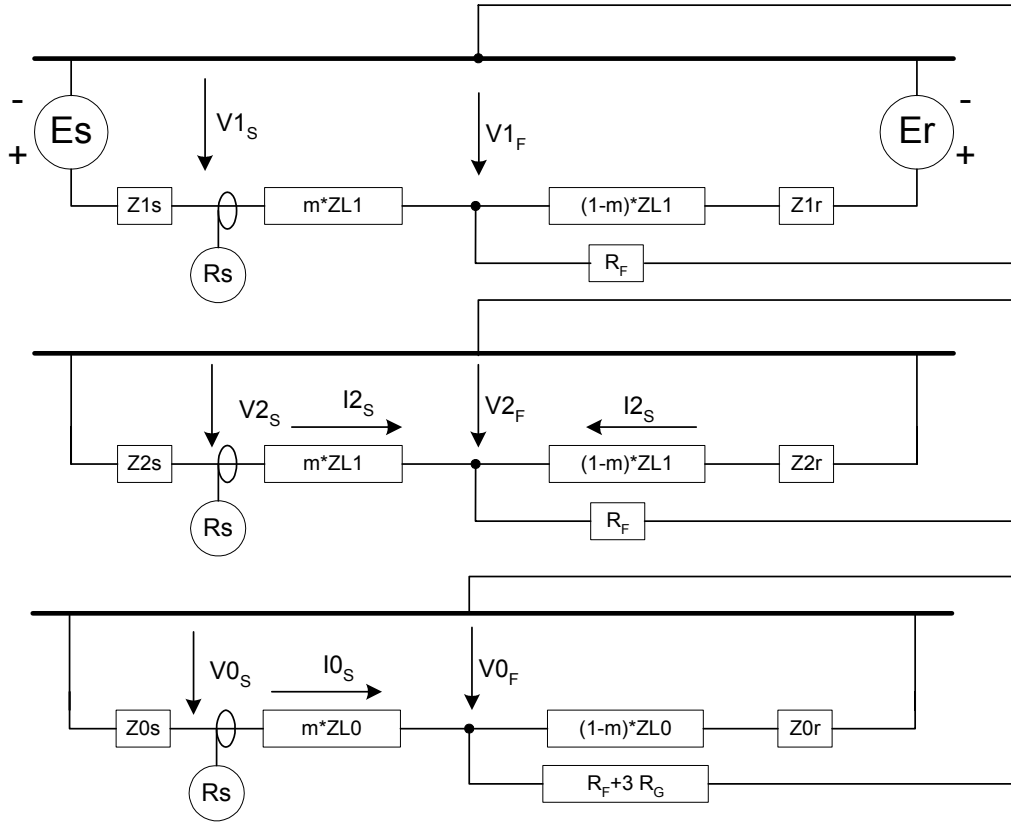 -
Es
+
V1S
V1F
-
Er
+
Z1s
m*ZL1
(1-m)*ZL1
Z1r
Rs
RF
V2S
I2S
V2F
I2S
Z2s
m*ZL1
(1-m)*ZL1
Z2r
Rs
RF
V0S
I0S
V0F
Z0s
m*ZL0
(1-m)*ZL0
Z0r
Rs
RF+3 RG